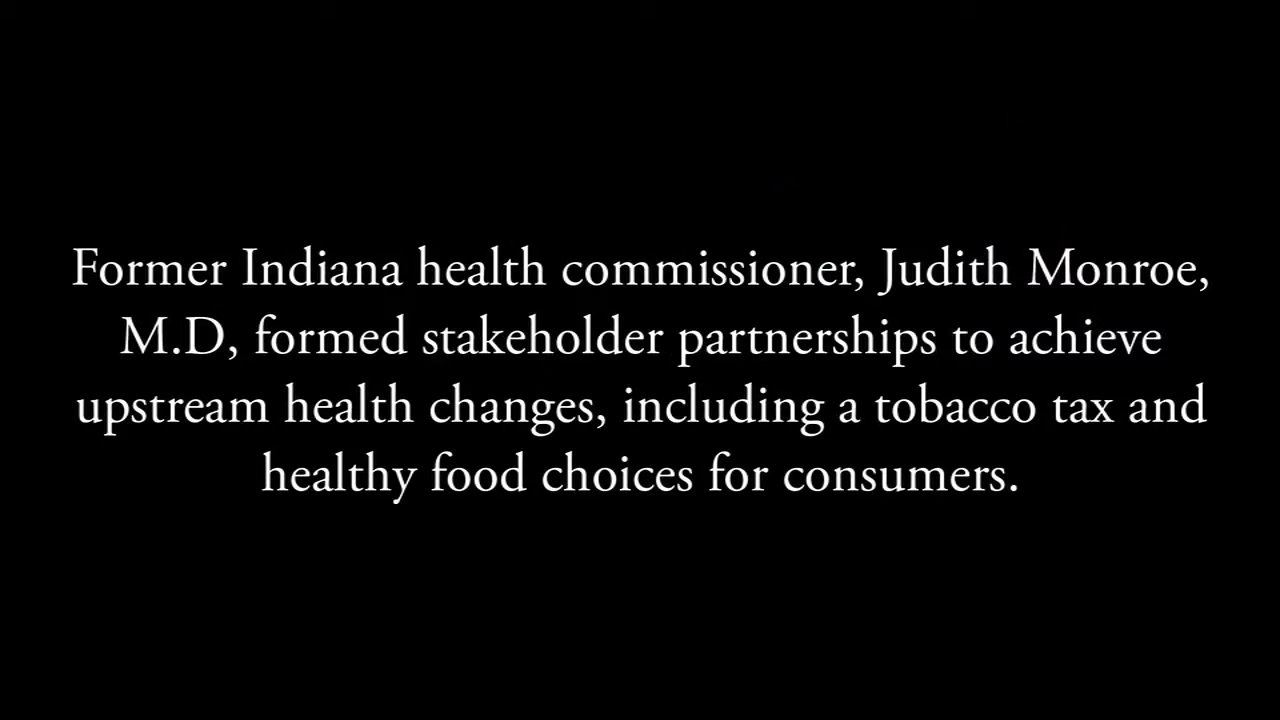 Former Indiana health commissioner, Judith Monroe,
M.D, formed stakeholder partnerships to achieve
upstream health changes, including a tobacco tax and
healthy food choices for consumers.